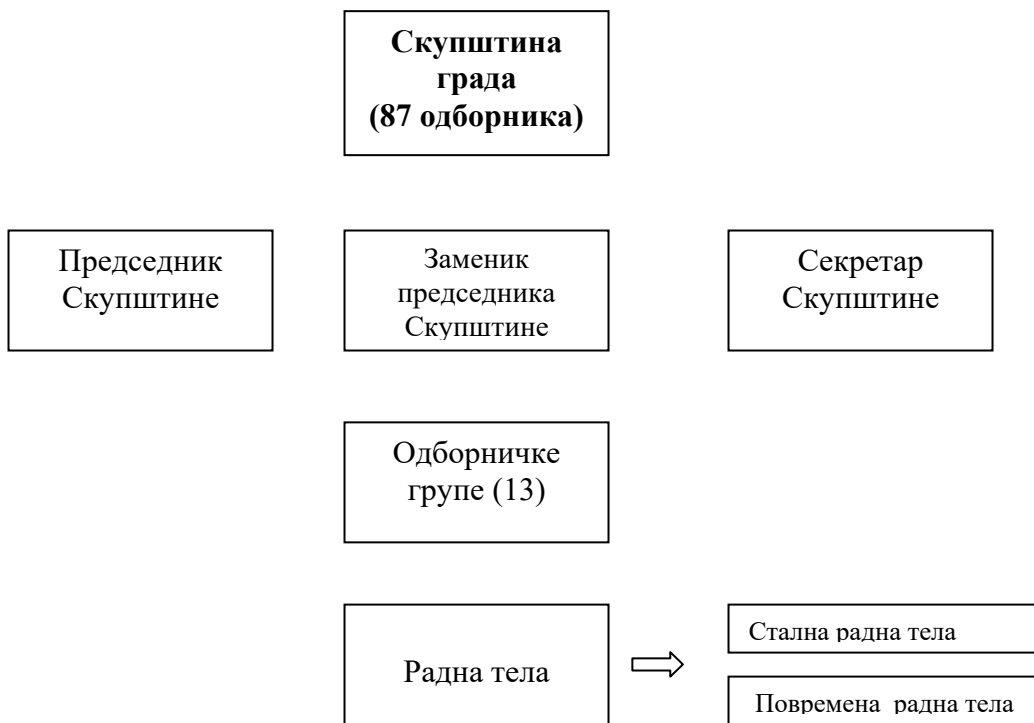 Скупштина
града
(87 одборника)
Председник
Скупштине
Заменик
председника
Скупштине
Секретар
Скупштине
Одборничке
групе (13)
Радна тела
Стална радна тела
Повремена радна тела